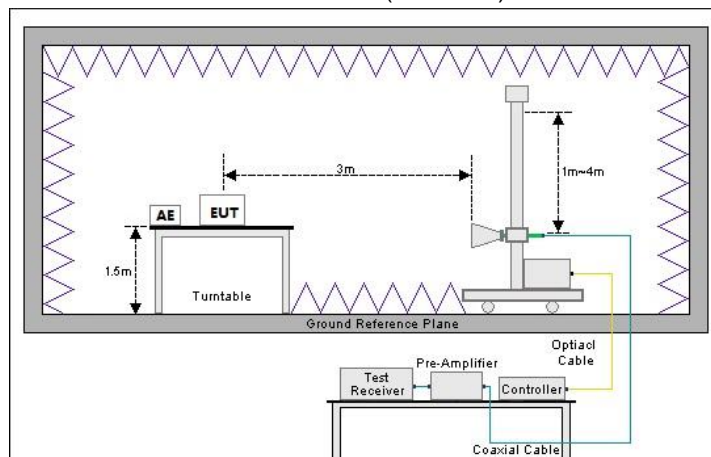 3m
1m~4m
AE
EUT
1.5m
Turntable
Ground Reference Plane
Optiacl
Cable
Pre-Amplifier
Test
Receiver
Controller
Coaxial Cable